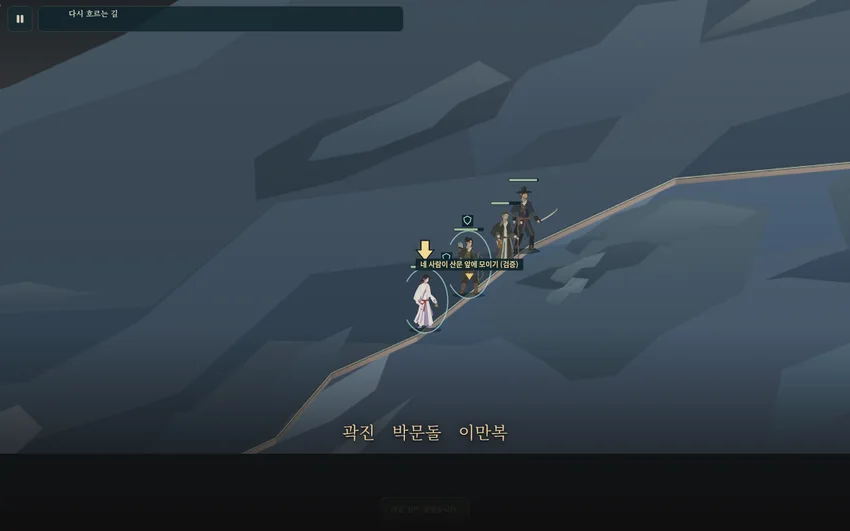 다시 흐르는 길
네 사람이 산문 앞에 모이기 (검증)
곽진 박문돌 이만복